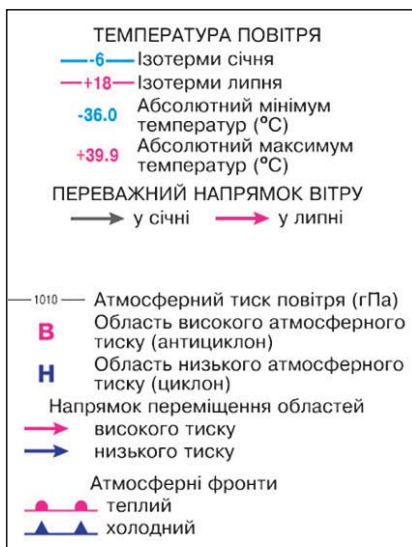 ТЕМПЕРАТУРА ПОВІТРЯ
-6 Ізотерми січня
+18 Ізотерми липня
-36.0 Абсолютний мінімум
температур (°С)
+39.9 Абсолютний максимум
температур (°С)
ПЕРЕВАЖНИЙ НАПРЯМОК ВІТРУ
у січні у липні
1010 Атмосферний тиск повітря (гПа)
В Область високого атмосферного
тиску (антициклон)
Н Область низького атмосферного
тиску (циклон)
Напрямок переміщення областей
високого тиску
низького тиску
Атмосферні фронти
теплий
холодний